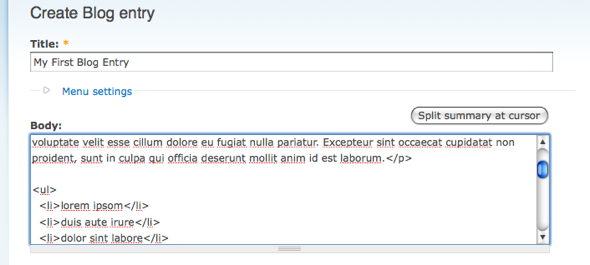 Create Blog entry
Title: *
My First Blog Entry
Menu settings
Split summary at cursor
Body:
voluptate velit esse cillum dolore eu fugiat nulla pariatur. Excepteur sint occaecat cupidatat non
proident, sunt in culpa qui officia deserunt mollit anim id est laborum.</p>
<ul>
<li>lorem ipsom</li>
<li>duis aute irure</li>
<li>dolor sint labore</li>